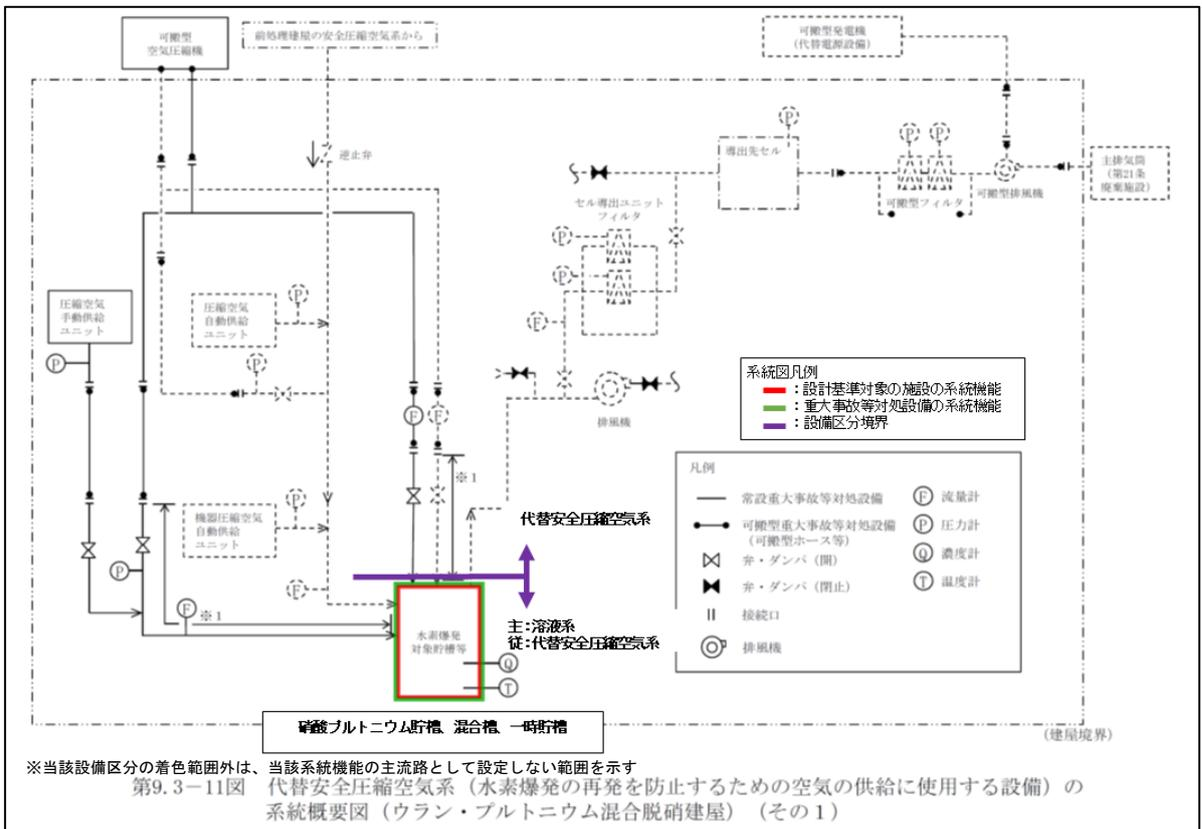 可搬型
空気圧縮機
前処理建屋の安全圧縮空気系から
可搬型発電機
(代替電源設備)
逆止弁
P
導出先セル
P
P
可搬型フィルタ
可搬型排風機
主排気筒
(第21条
廃棄施設)
セル導出ユニット
フィルタ
P
P
F
圧縮空気
手動供給
ユニット
P
圧縮空気
自動供給
ユニット
P
P
F
F
排風機
系統図凡例
:設計基準対象の施設の系統機能
:重大事故等対処設備の系統機能
:設備区分境界
※1
凡例
常設重大事故等対処設備
可搬型重大事故等対処設備
(可搬型ホース等)
弁・ダンパ(開)
弁・ダンパ(閉止)
接続口
排風機
F 流量計
P 圧力計
Q 濃度計
T 温度計
機器圧縮空気
自動供給
ユニット
P
代替安全圧縮空気系
P
F
F ※1
主:溶液系
従:代替安全圧縮空気系
水素爆発
対象貯槽等
Q
T
硝酸プルトニウム貯槽、混合槽、一時貯槽
(建屋境界)
※当該設備区分の着色範囲外は、当該系統機能の主流路として設定しない範囲を示す
第9.3-11図 代替安全圧縮空気系(水素爆発の再発を防止するための空気の供給に使用する設備)の
系統概要図(ウラン・プルトニウム混合脱硝建屋)(その1)